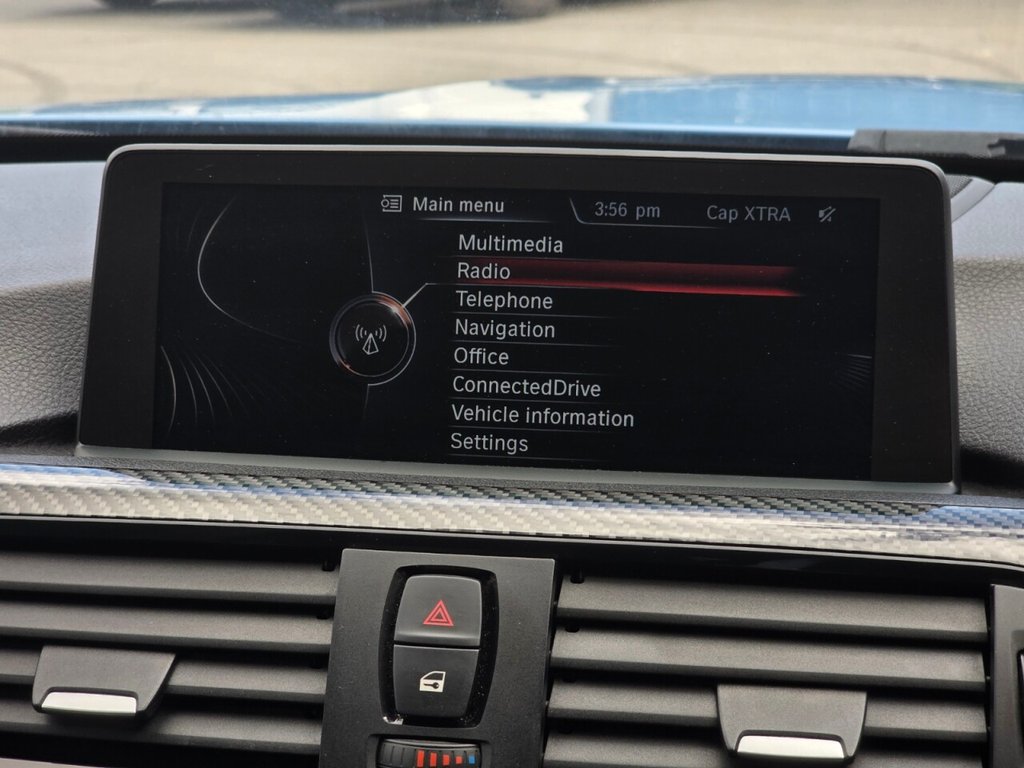 Main menu 3:56 pm Cap XTRA
Multimedia
Radio
Telephone
Navigation
Office
ConnectedDrive
Vehicle information
Settings